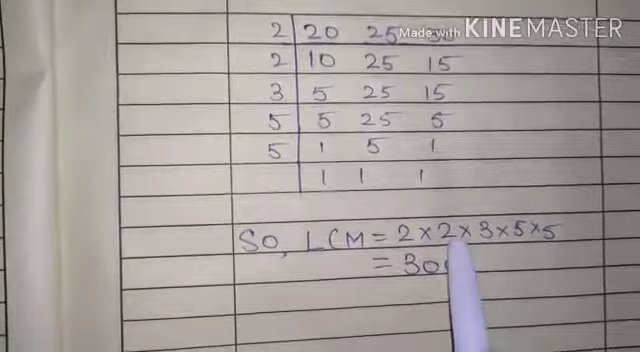 Made with KINEMASTER
2 20 25
2 10 25 15
3 5 25 15
5 5 25 5
5 1 5 1
1 1 1
SO, LCM = 2×2×3×5×5
= 300